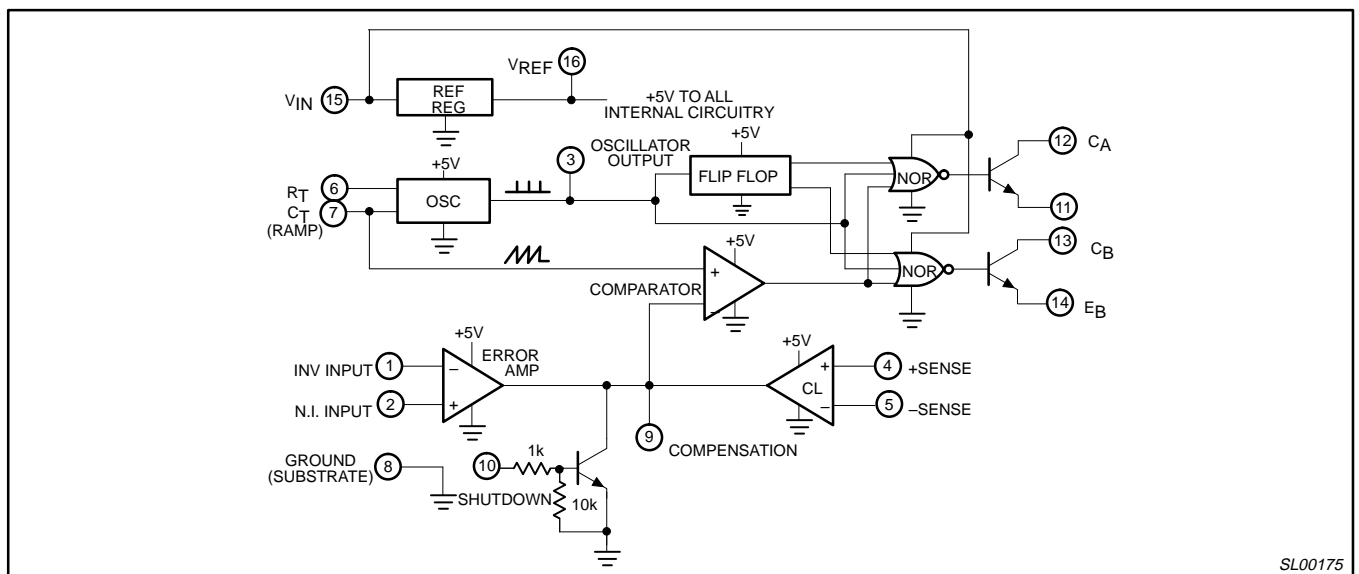 VREF
16
VIN 15
REF
REG
+5V TO ALL
INTERNAL CIRCUITRY
12 CA
11
+5V
OSCILLATOR
OUTPUT
3
+5V
FLIP FLOP
NOR
RT 6
CT 7
(RAMP)
OSC
+5V
COMPARATOR
+
–
NOR
13 CB
14 EB
+5V
ERROR
AMP
INV INPUT 1
–
N.I. INPUT 2
+
+5V
CL
+
–
4 +SENSE
5 –SENSE
9
COMPENSATION
GROUND
(SUBSTRATE)
8
10
1k
SHUTDOWN
10k
SL00175